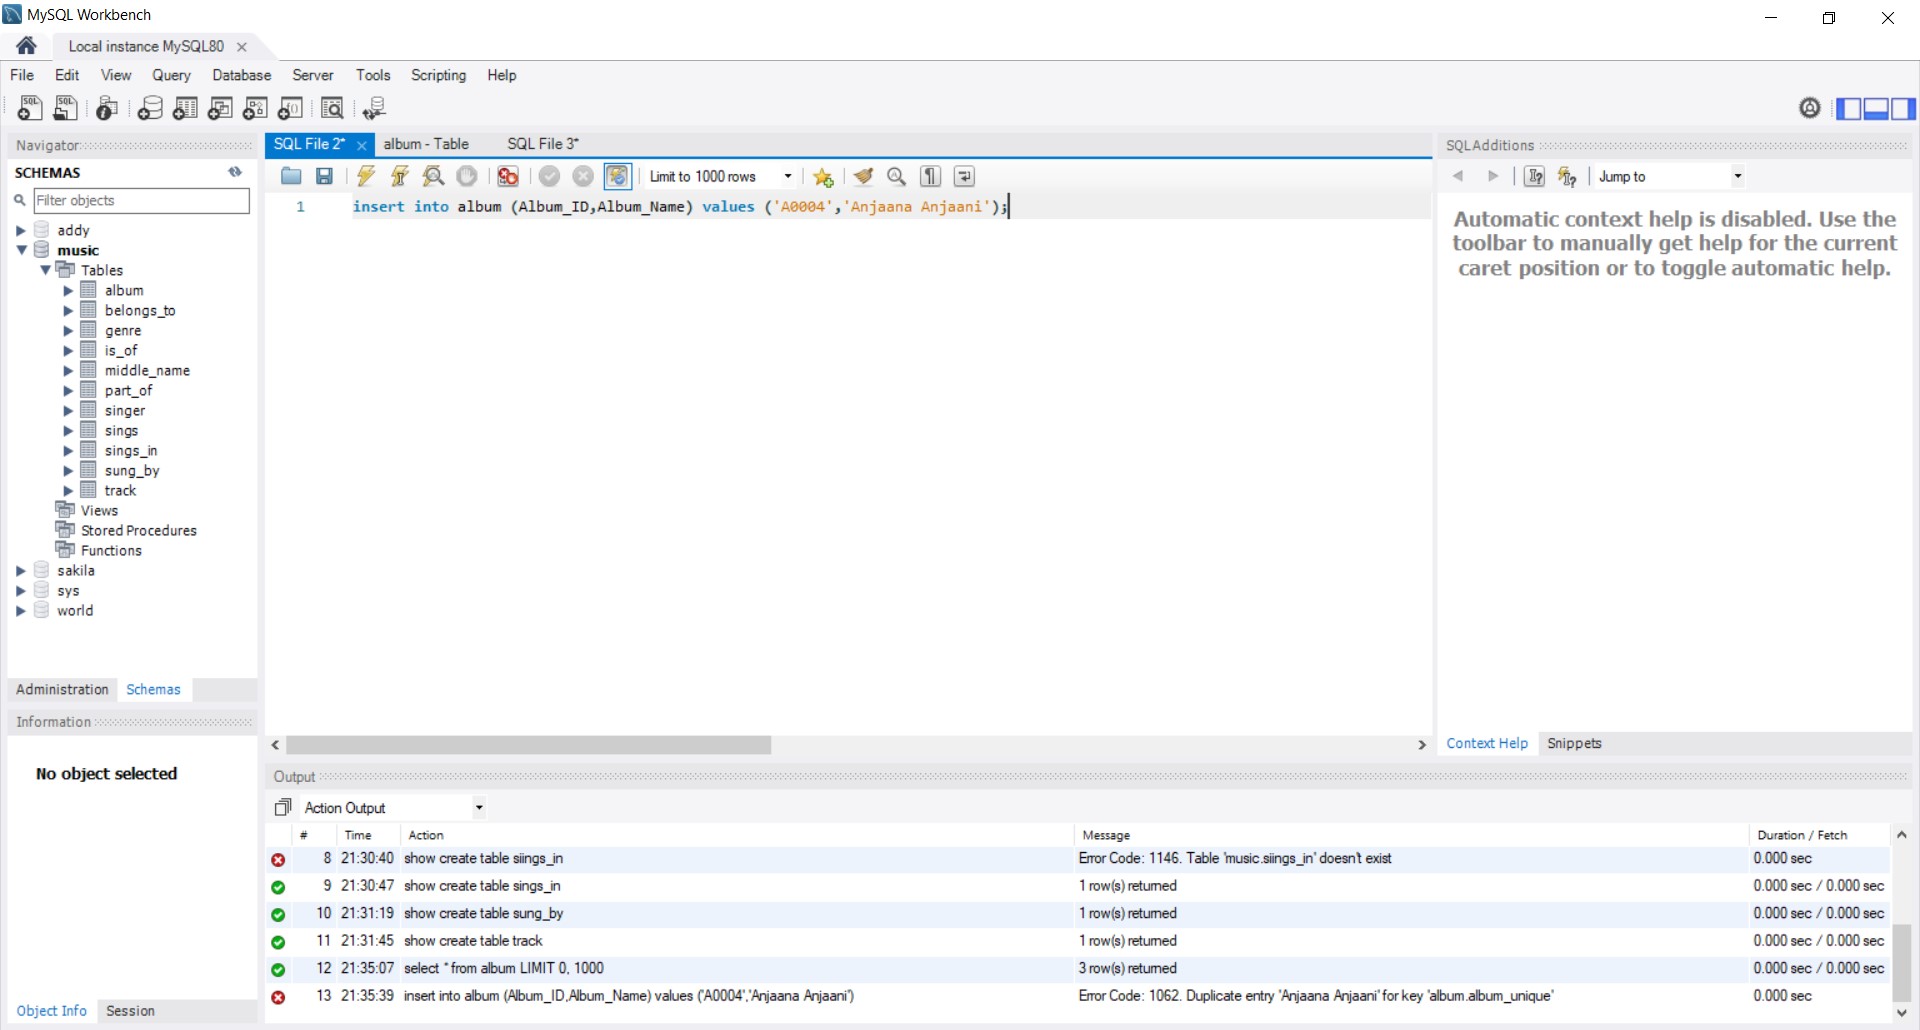 MySQL Workbench
Local instance MySQL80
File Edit View Query Database Server Tools Scripting Help
Navigator
SCHEMAS
Filter objects
addy
music
Tables
album
belongs_to
genre
is_of
middle_name
part_of
singer
sings
sings_in
sung_by
track
Views
Stored Procedures
Functions
sakila
sys
world
Administration Schemas
Information
No object selected
Object Info Session
SQL File 2* album - Table SQL File 3*
Limit to 1000 rows
1 insert into album (Album_ID,Album_Name) values ('A0004','Anjaana Anjaani');
SQLAdditions
Jump to
Automatic context help is disabled. Use the
toolbar to manually get help for the current
caret position or to toggle automatic help.
Context Help Snippets
Output
Action Output
# Time Action Message Duration / Fetch
8 21:30:40 show create table siings_in Error Code: 1146. Table 'music.siings_in' doesn't exist 0.000 sec
9 21:30:47 show create table sings_in 1 row(s) returned 0.000 sec / 0.000 sec
10 21:31:19 show create table sung_by 1 row(s) returned 0.000 sec / 0.000 sec
11 21:31:45 show create table track 1 row(s) returned 0.000 sec / 0.000 sec
12 21:35:07 select * from album LIMIT 0, 1000 3 row(s) returned 0.000 sec / 0.000 sec
13 21:35:39 insert into album (Album_ID,Album_Name) values ('A0004','Anjaana Anjaani') Error Code: 1062. Duplicate entry 'Anjaana Anjaani' for key 'album.album_unique' 0.000 sec